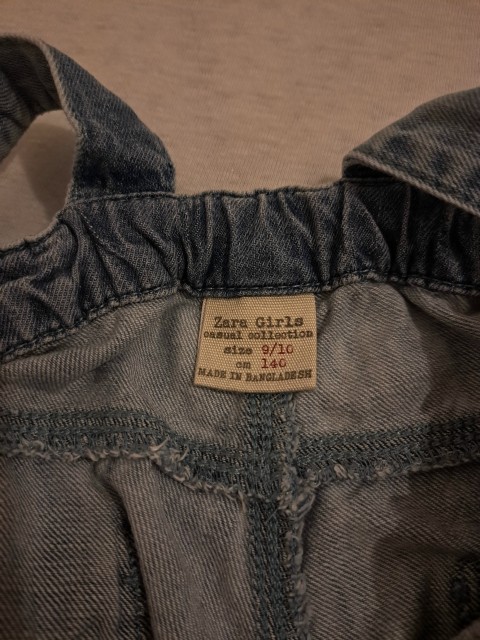 Zara Girls
casual collection
size 9/10
cm 140
MADE IN BANGLADESH